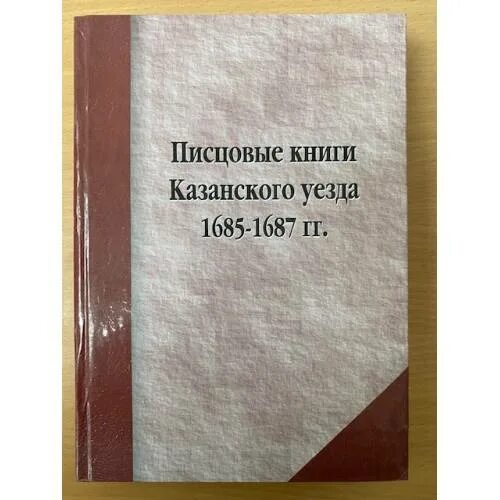 Писцовые книги
Казанского уезда
1685-1687 гг.